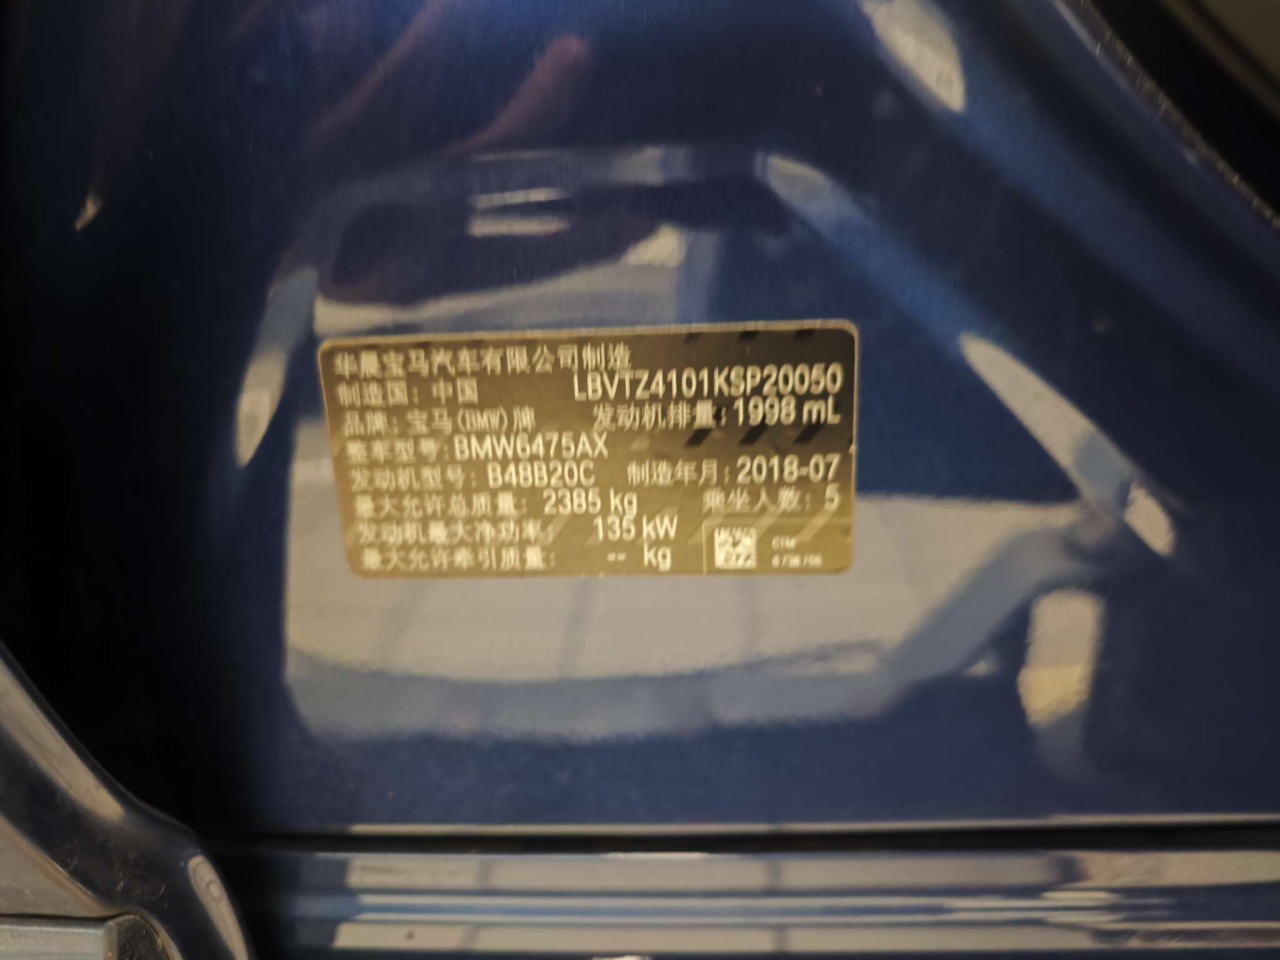 华晨宝马汽车有限公司制造
制造国：中国 LBVTZ4101KSP20050
品牌：宝马(BMW)牌 发动机排量：1998 mL
整车型号：BMW6475AX
发动机型号：B48B20C 制造年月：2018-07
最大允许总质量：2385 kg 乘坐人数：5
发动机最大净功率： 135 kW
最大允许牵引质量： -- kg